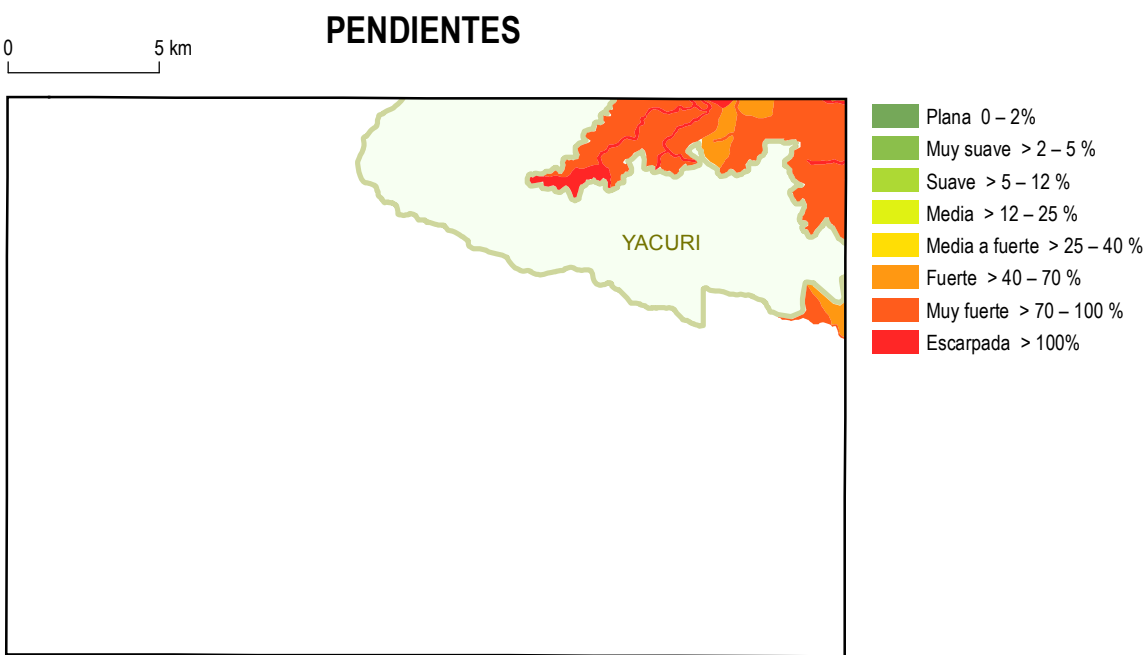 PENDIENTES
0 5 km
Plana 0 – 2%
Muy suave > 2 – 5 %
Suave > 5 – 12 %
Media > 12 – 25 %
Media a fuerte > 25 – 40 %
Fuerte > 40 – 70 %
Muy fuerte > 70 – 100 %
Escarpada > 100%
YACURI